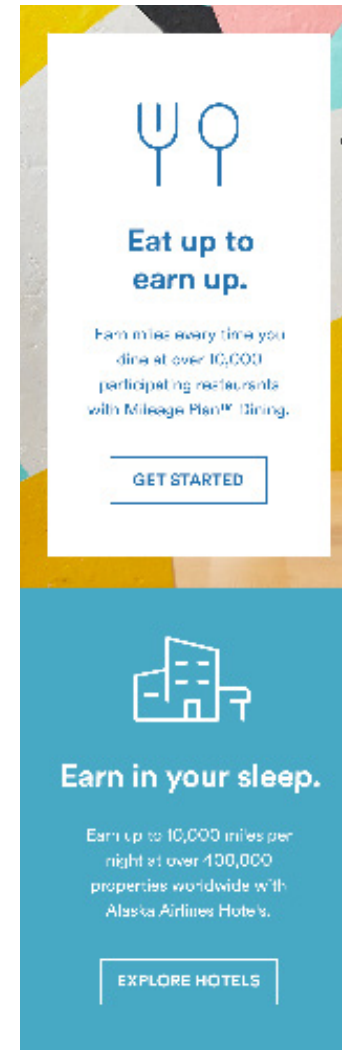 Eat up to
earn up.
Earn miles every time you
dine at over 10,000
participating restaurants
with Mileage Plan™ Dining.
GET STARTED
Earn in your sleep.
Earn up to 10,000 miles per
night at over 400,000
properties worldwide with
Alaska Airlines Hotels.
EXPLORE HOTELS